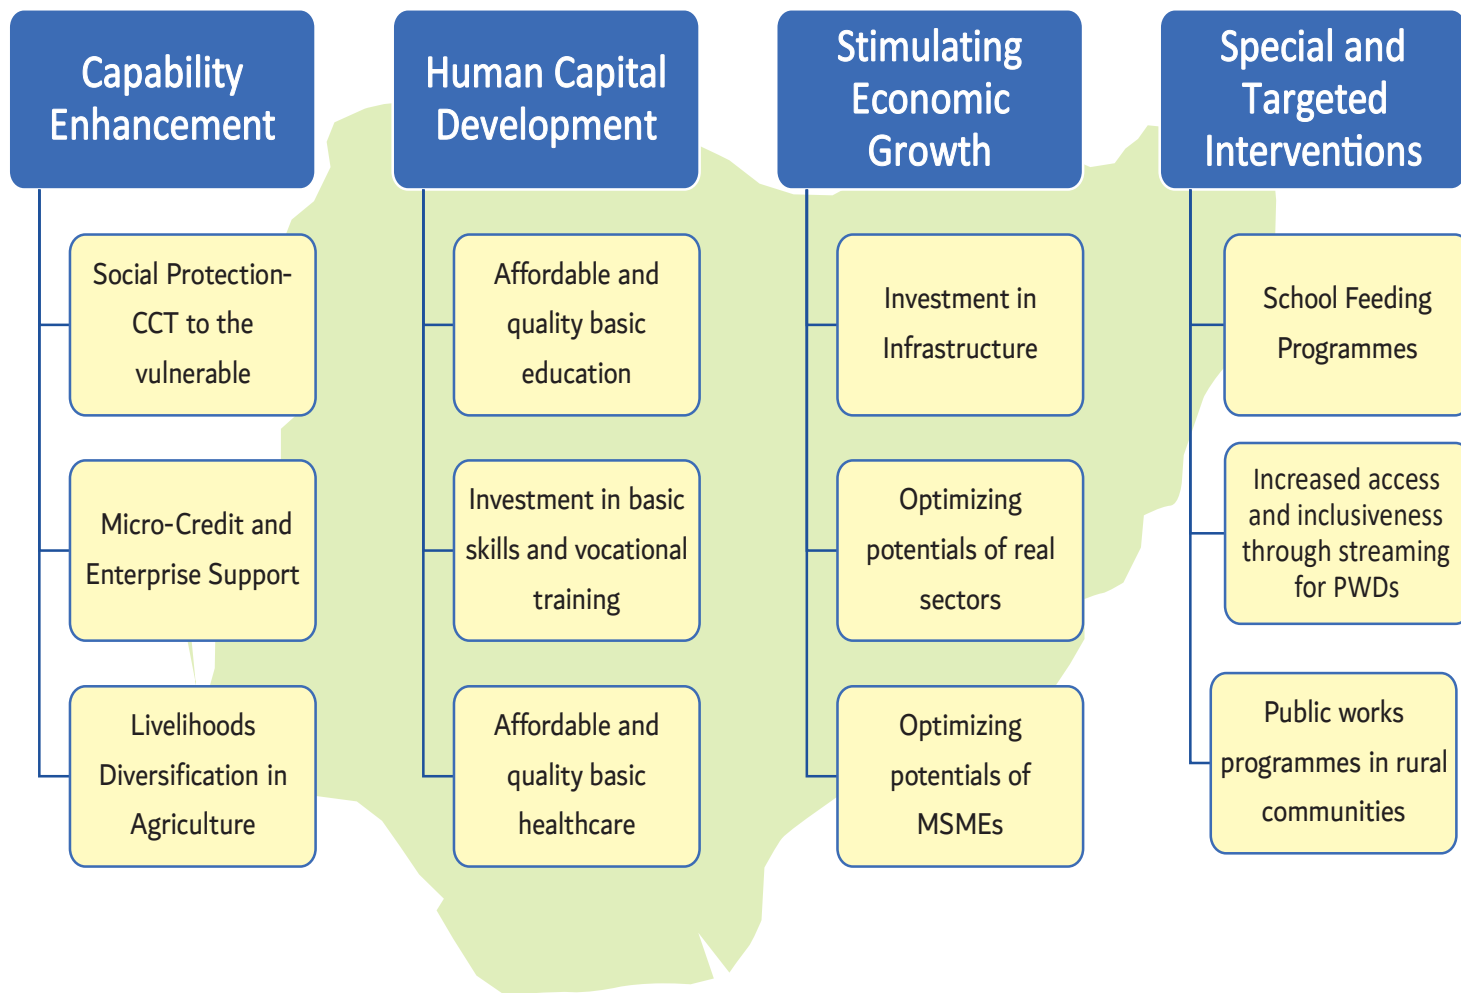 Capability
Enhancement
Social Protection-
CCT to the
vulnerable
Micro-Credit and
Enterprise Support
Livelihoods
Diversification in
Agriculture
Human Capital
Development
Affordable and
quality basic
education
Investment in basic
skills and vocational
training
Affordable and
quality basic
healthcare
Stimulating
Economic
Growth
Investment in
Infrastructure
Optimizing
potentials of real
sectors
Optimizing
potentials of
MSMEs
Special and
Targeted
Interventions
School Feeding
Programmes
Increased access
and inclusiveness
through streaming
for PWDs
Public works
programmes in rural
communities